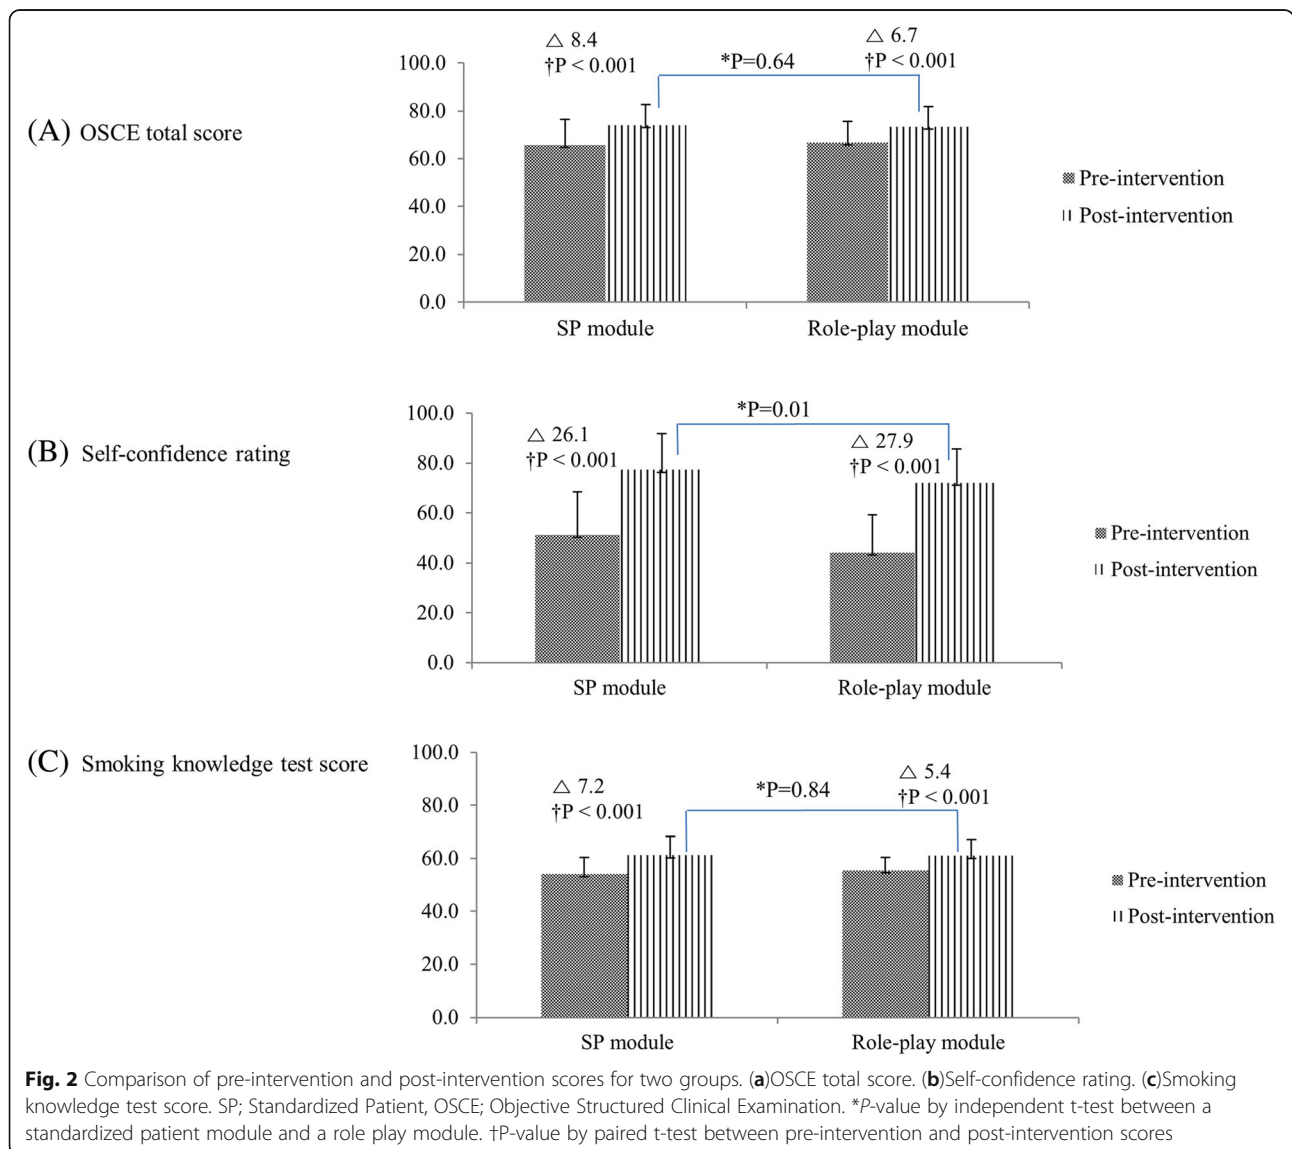 △ 8.4
†P < 0.001
*P=0.64
△ 6.7
†P < 0.001
(A) OSCE total score
100.0
80.0
60.0
40.0
20.0
0.0
SP module
Role-play module
Pre-intervention
Post-intervention
(B) Self-confidence rating
*P=0.01
△ 26.1
†P < 0.001
△ 27.9
†P < 0.001
100.0
80.0
60.0
40.0
20.0
0.0
SP module
Role-play module
Pre-intervention
Post-intervention
(C) Smoking knowledge test score
△ 7.2
†P < 0.001
*P=0.84
△ 5.4
†P < 0.001
100.0
80.0
60.0
40.0
20.0
0.0
SP module
Role-play module
Pre-intervention
Post-intervention
Fig. 2 Comparison of pre-intervention and post-intervention scores for two groups. (a)OSCE total score. (b)Self-confidence rating. (c)Smoking
knowledge test score. SP; Standardized Patient, OSCE; Objective Structured Clinical Examination. *P-value by independent t-test between a
standardized patient module and a role play module. †P-value by paired t-test between pre-intervention and post-intervention scores